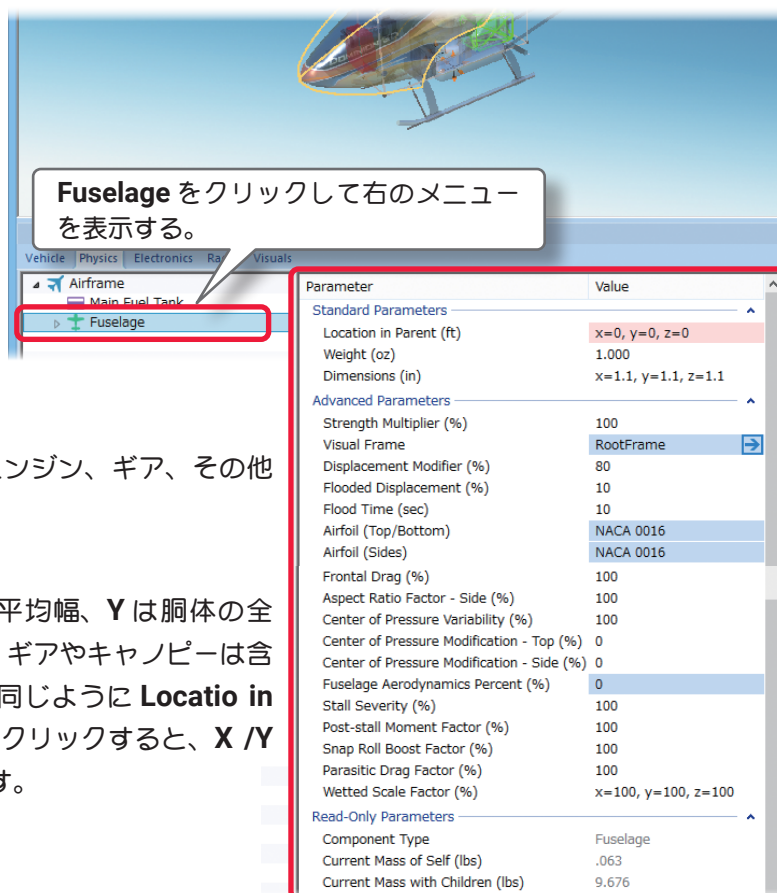 Fuselage をクリックして右のメニュー
を表示する。
Vehicle Physics Electronics Visuals
Airframe
Main Fuel Tank
Fuselage
ンジン、ギア、その他
平均幅、Y は胴体の全
ギアやキャノピーは含
同じように Locatio in
クリックすると、X /Y
す。
Parameter Value
Standard Parameters
Location in Parent (ft) x=0, y=0, z=0
Weight (oz) 1.000
Dimensions (in) x=1.1, y=1.1, z=1.1
Advanced Parameters
Strength Multiplier (%) 100
Visual Frame RootFrame
Displacement Modifier (%) 80
Flooded Displacement (%) 10
Flood Time (sec) 10
Airfoil (Top/Bottom) NACA 0016
Airfoil (Sides) NACA 0016
Frontal Drag (%) 100
Aspect Ratio Factor - Side (%) 100
Center of Pressure Variability (%) 100
Center of Pressure Modification - Top (%) 0
Center of Pressure Modification - Side (%) 0
Fuselage Aerodynamics Percent (%) 0
Stall Severity (%) 100
Post-stall Moment Factor (%) 100
Snap Roll Boost Factor (%) 100
Parasitic Drag Factor (%) 100
Wetted Scale Factor (%) x=100, y=100, z=100
Read-Only Parameters
Component Type Fuselage
Current Mass of Self (lbs) .063
Current Mass with Children (lbs) 9.676